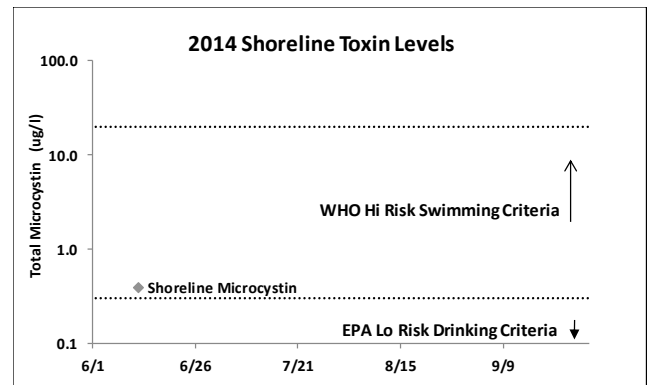 2014 Shoreline Toxin Levels
Total Microcystin (ug/l)
100.0
10.0
1.0
0.1
WHO Hi Risk Swimming Criteria
Shoreline Microcystin
EPA Lo Risk Drinking Criteria
6/1 6/26 7/21 8/15 9/9